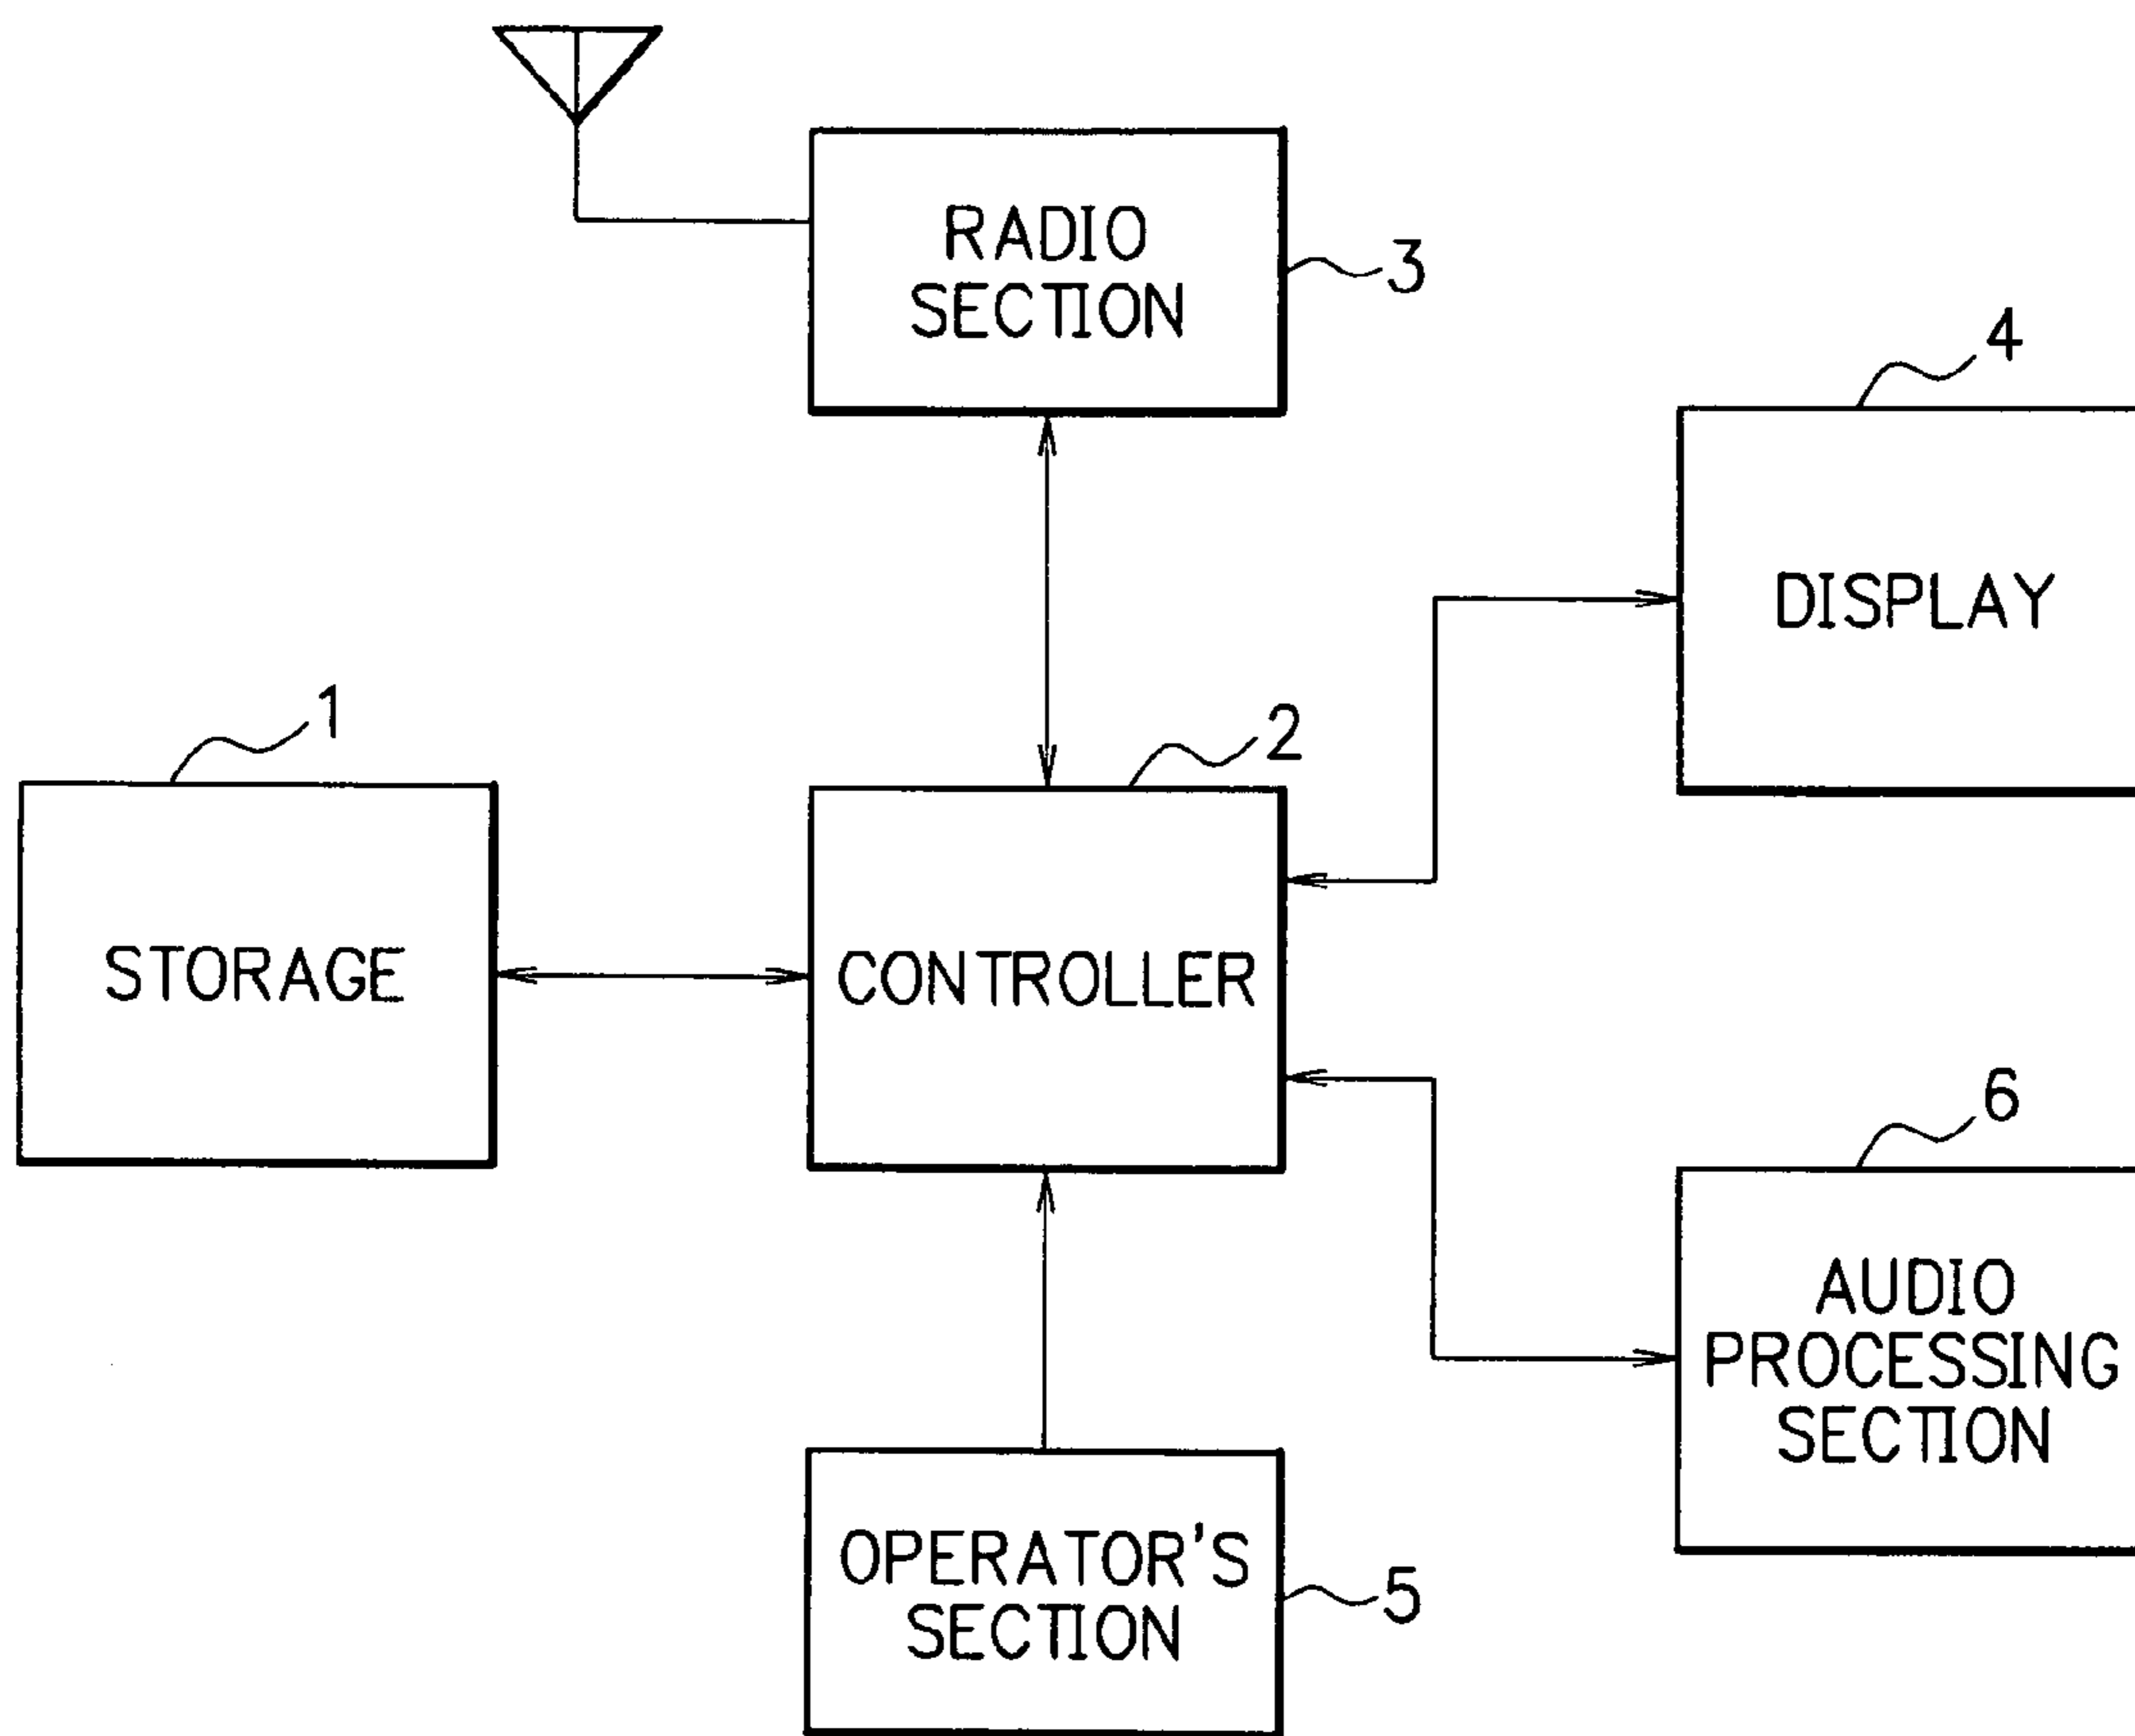 RADIO
SECTION
3
4
DISPLAY
1
2
STORAGE
CONTROLLER
6
AUDIO
PROCESSING
SECTION
OPERATOR'S
SECTION
5